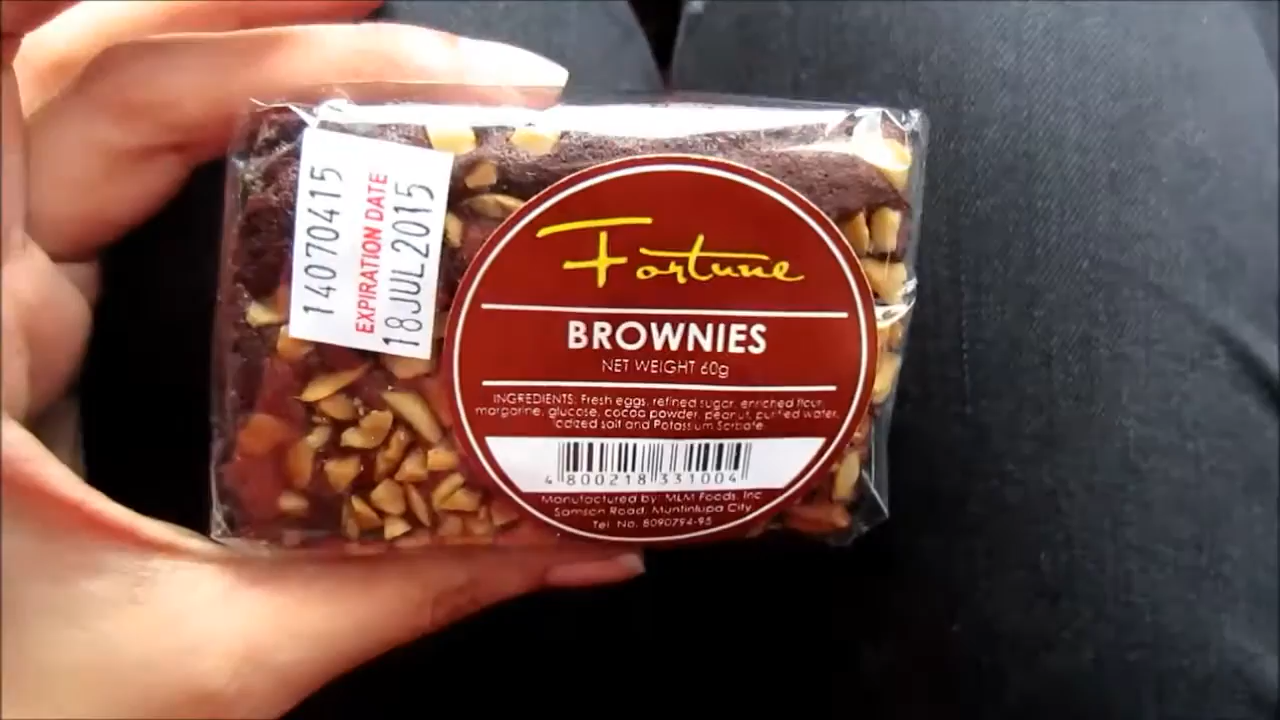 14070415
EXPIRATION DATE
18JUL2015
Fortune
BROWNIES
NET WEIGHT 60g
INGREDIENTS: Fresh eggs, refined sugar, enriched flour,
margarine, glucose, cocoa powder, peanut, purified water,
iodized salt and Potassium Sorbate
4 800218 331004
Manufactured by: MLM Foods, Inc
Samson Road, Muntinlupa City
Tel. No. 8090794-95